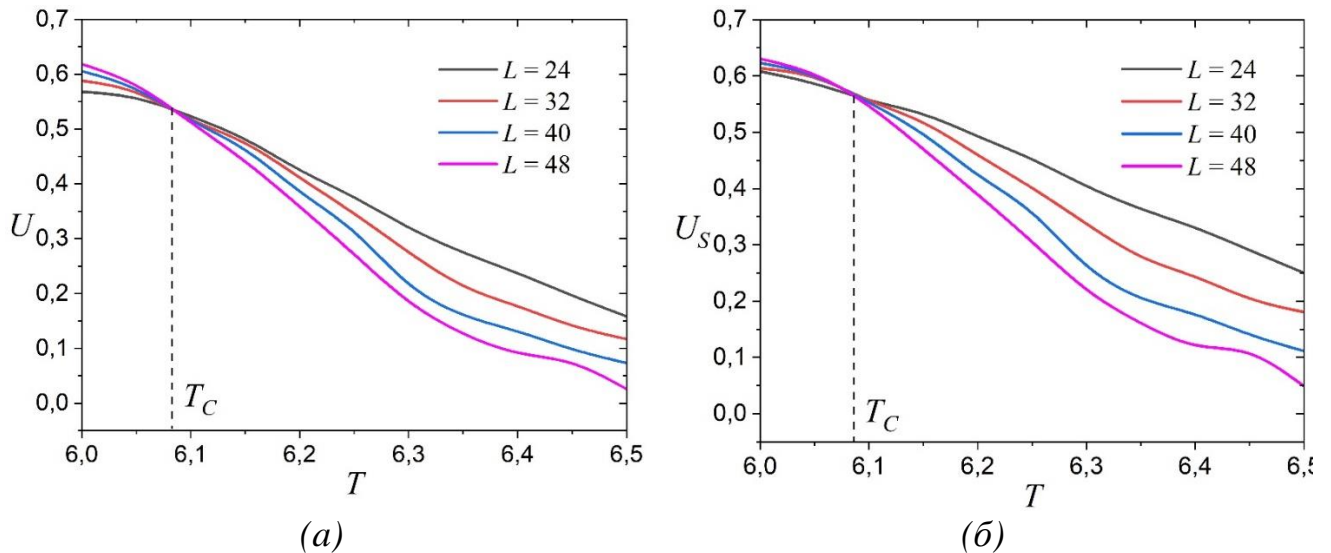 0,7
0,6
0,5
0,4
U
0,3
0,2
0,1
0,0
L = 24
L = 32
L = 40
L = 48
T_C
6,0 6,1 6,2 6,3 6,4 6,5
T
(а)
0,7
0,6
0,5
0,4
U_S
0,3
0,2
0,1
0,0
L = 24
L = 32
L = 40
L = 48
T_C
6,0 6,1 6,2 6,3 6,4
T
(б)